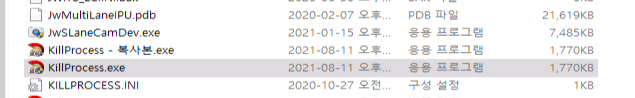 JwMultiLaneIPU.pdb 2020-02-07 오후... PDB 파일 21,619KB
JwSLaneCamDev.exe 2021-01-15 오후... 응용 프로그램 7,485KB
KillProcess - 복사본.exe 2021-08-11 오후... 응용 프로그램 1,770KB
KillProcess.exe 2021-08-11 오후... 응용 프로그램 1,770KB
KILLPROCESS.INI 2020-10-27 오전... 구성 설정 1KB